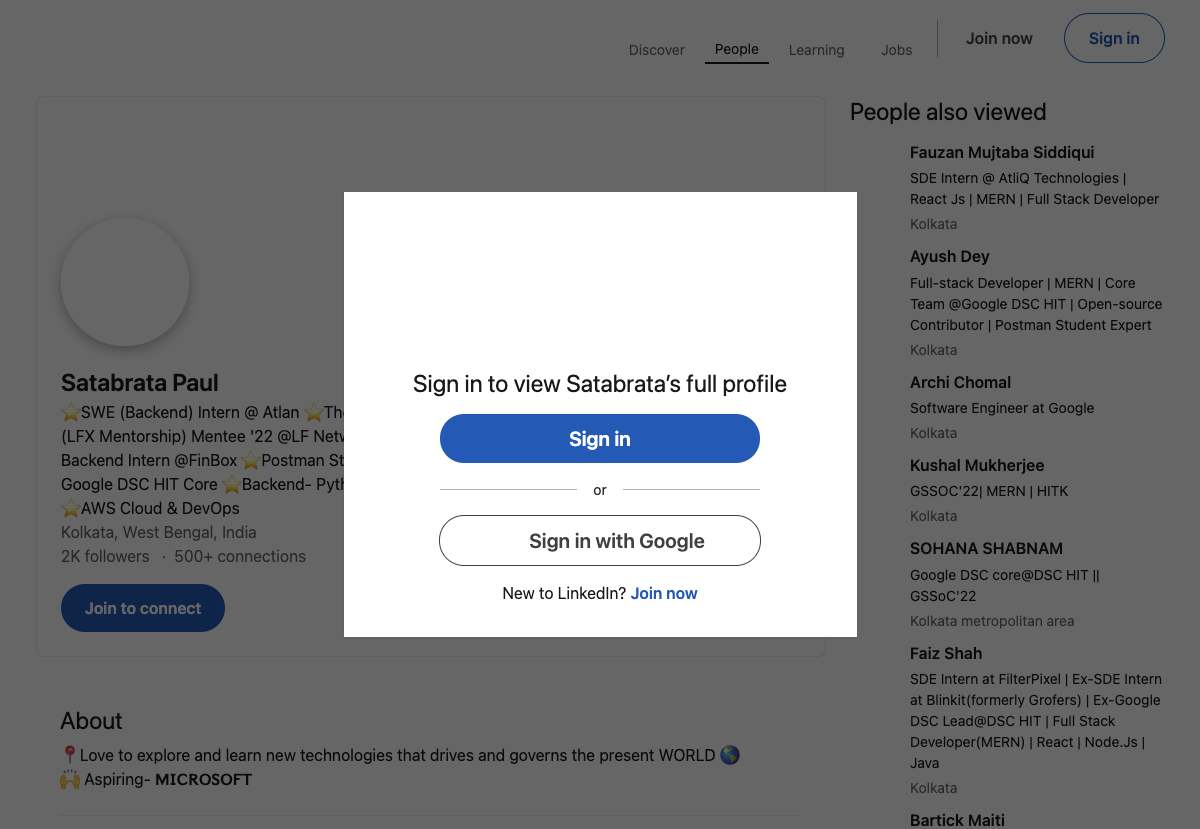 Discover
People
Learning
Jobs
Join now
Sign in
Satabrata Paul
⭐SWE (Backend) Intern @ Atlan ⭐
(LFX Mentorship) Mentee '22 @LF
Backend Intern @FinBox ⭐Postman
Google DSC HIT Core ⭐Backend-
⭐AWS Cloud & DevOps
Kolkata, West Bengal, India
2K followers · 500+ connections
Join to connect
Sign in to view Satabrata’s full profile
Sign in
or
Sign in with Google
New to LinkedIn? Join now
About
📍Love to explore and learn new technologies that drives and governs the present WORLD 🌎
🙌 Aspiring- 𝗠𝗜𝗖𝗥𝗢𝗦𝗢𝗙𝗧
People also viewed
Fauzan Mujtaba Siddiqui
SDE Intern @ AtliQ Technologies |
React Js | MERN | Full Stack Developer
Kolkata
Ayush Dey
Full-stack Developer | MERN | Core
Team @Google DSC HIT | Open-source
Contributor | Postman Student Expert
Kolkata
Archi Chomal
Software Engineer at Google
Kolkata
Kushal Mukherjee
GSSOC'22| MERN | HITK
Kolkata
SOHANA SHABNAM
Google DSC core@DSC HIT ||
GSSoC'22
Kolkata metropolitan area
Faiz Shah
SDE Intern at FilterPixel | Ex-SDE Intern
at Blinkit(formerly Grofers) | Ex-Google
DSC Lead@DSC HIT | Full Stack
Developer(MERN) | React | Node.Js |
Java
Kolkata
Bartick Maiti